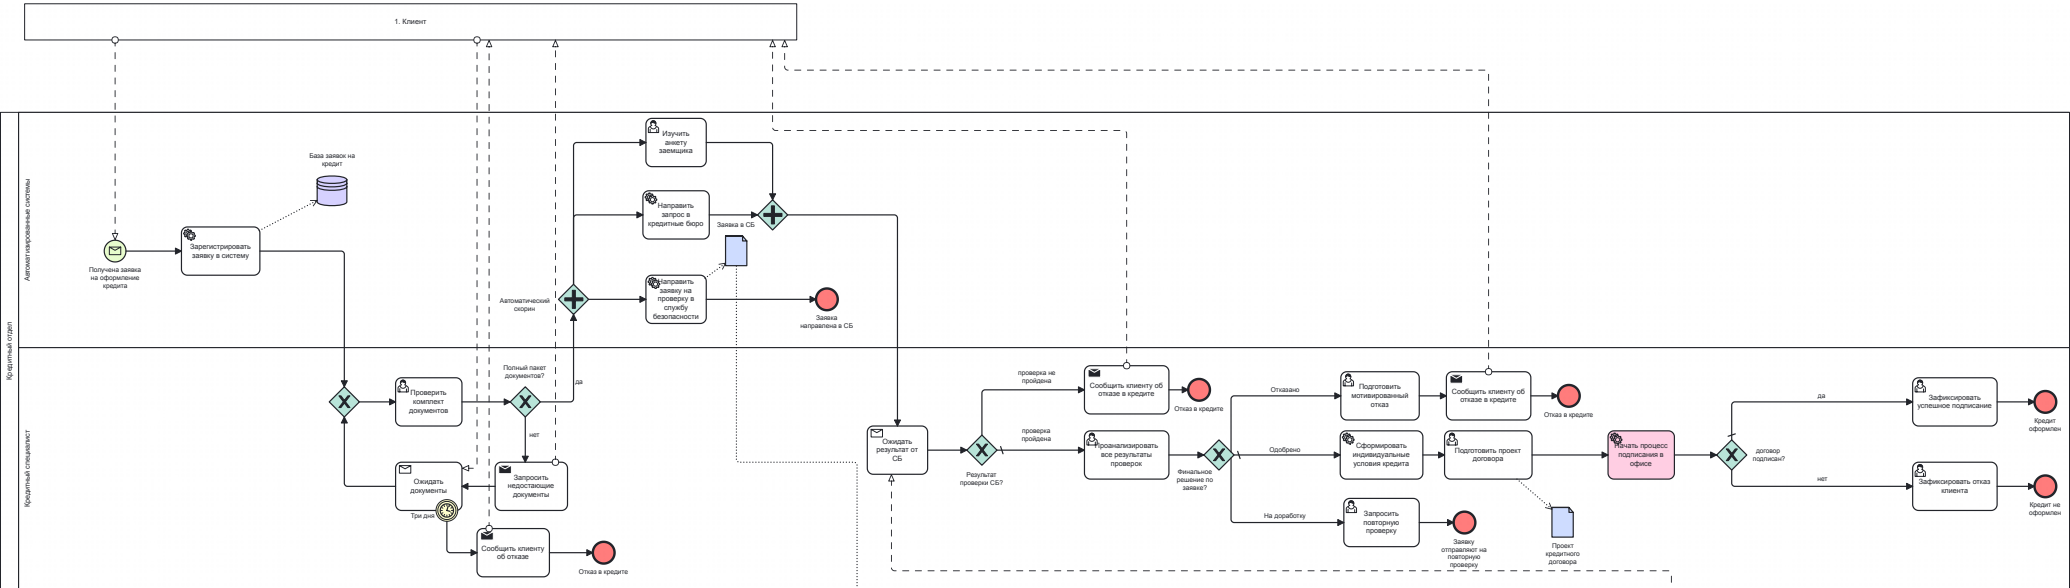 1. Клиент
Кредитный отдел
Автоматизированные системы
Получена заявка
на оформление
кредита
Зарегистрировать
заявку в систему
База заявок на
кредит
Автоматический
скорин
Изучить
анкету
заемщика
Направить
запрос в
кредитные бюро
Заявка в СБ
Направить
заявку на
проверку в
службу
безопасности
Заявка
направлена в СБ
Кредитный специалист
Проверить
комплект
документов
Полный пакет
документов?
да
нет
Ожидать
документы
Три дня
Запросить
недостающие
документы
Сообщить клиенту
об отказе
Отказ в кредите
Ожидать
результат от
СБ
Результат
проверки СБ?
проверка не
пройдена
проверка
пройдена
Сообщить клиенту об
отказе в кредите
Отказ в кредите
Проанализировать
все результаты
проверок
Финальное
решение по
заявке?
Отказано
Одобрено
На доработку
Подготовить
мотивированный
отказ
Сообщить клиенту об
отказе в кредите
Отказ в кредите
Сформировать
индивидуальные
условия кредита
Подготовить проект
договора
Запросить
повторную
проверку
Заявку
отправляют на
повторную
проверку
Проект
кредитного
договора
Начать процесс
подписания в
офисе
договор
подписан?
да
нет
Зафиксировать
успешное подписание
Кредит
оформлен
Зафиксировать отказ
клиента
Кредит не
оформлен